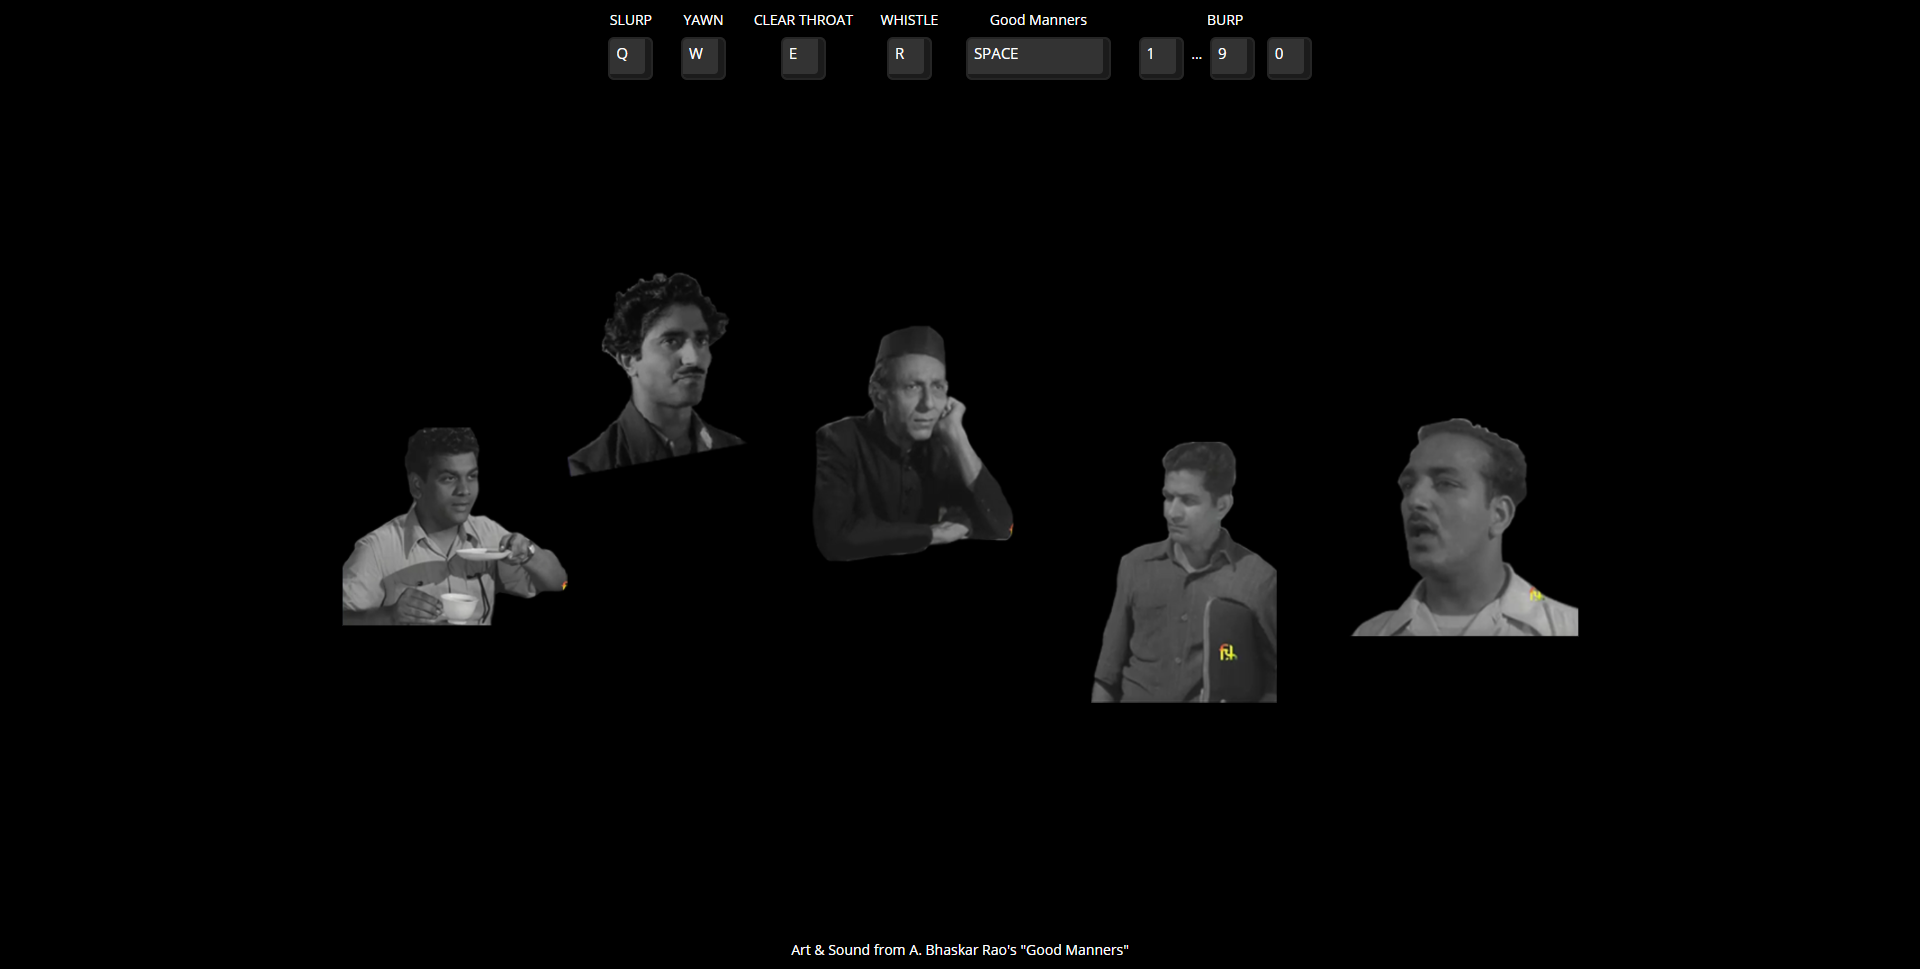 SLURP YAWN CLEAR THROAT WHISTLE Good Manners BURP
Q W E R SPACE 1 ... 9 0
Art & Sound from A. Bhaskar Rao's "Good Manners"